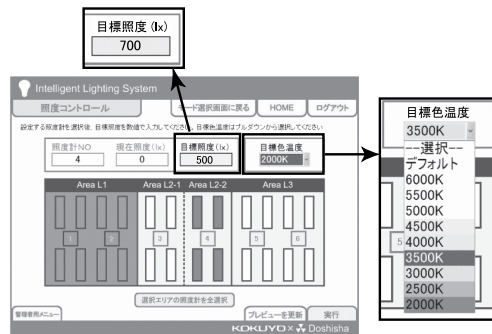 目標照度 (lx)
700
Intelligent Lighting System
照度コントロール
モード選択画面に戻る
HOME
ログアウト
設定する照度計を選択後、目標照度を数値で入力してください。目標色温度はプルダウンから選択してください
照度計NO
現在照度(lx)
目標照度(lx)
目標色温度
4
0
500
2000K
Area L1
Area L2-1
Area L2-2
Area L3
1
2
3
4
5
6
選択エリアの照度計を全選択
管理者用メニュー
プレビューを更新
実行
KOKUYO × Doshisha
目標色温度
3500K
--選択--
デフォルト
6000K
5500K
5000K
4500K
4000K
3500K
3000K
2500K
2000K
5